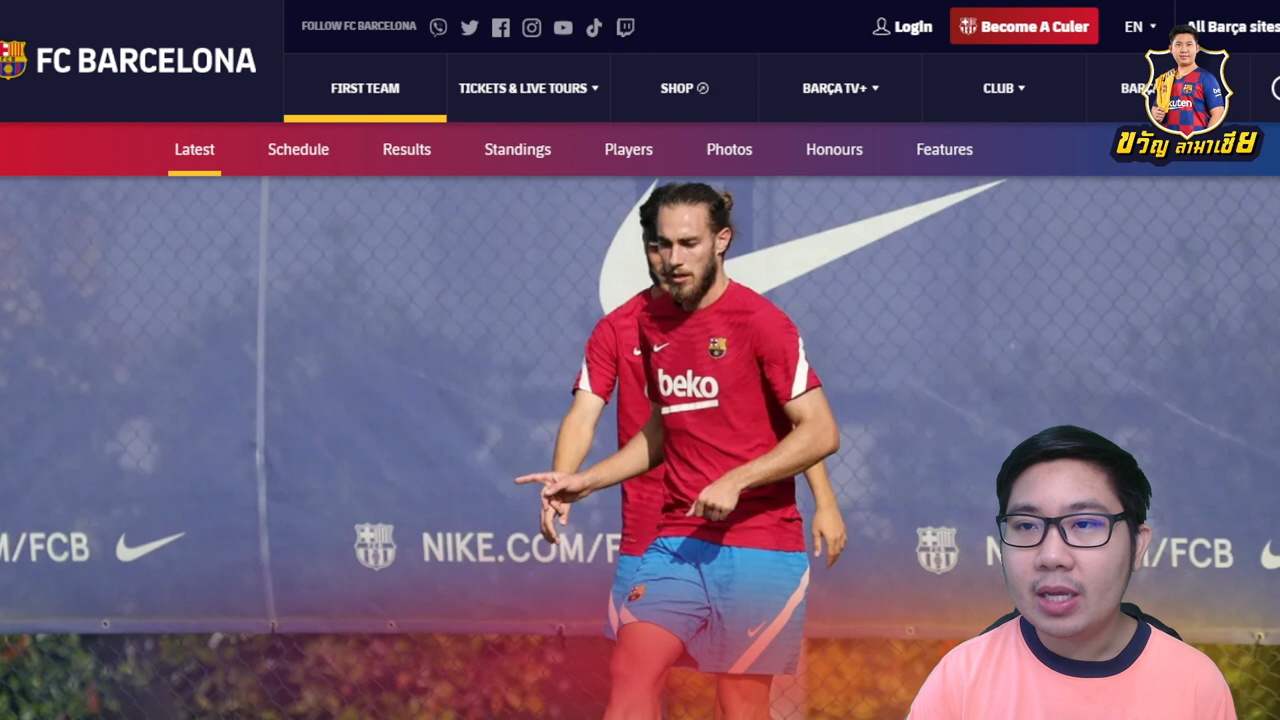 FC BARCELONA
FOLLOW FC BARCELONA
Login
Become A Culer
EN
All Barça sites
FIRST TEAM
TICKETS & LIVE TOURS
SHOP
BARÇA TV+
CLUB
Latest
Schedule
Results
Standings
Players
Photos
Honours
Features
ขวัญ ลามาเซีย
beko
/FCB
NIKE.COM/F
/FCB